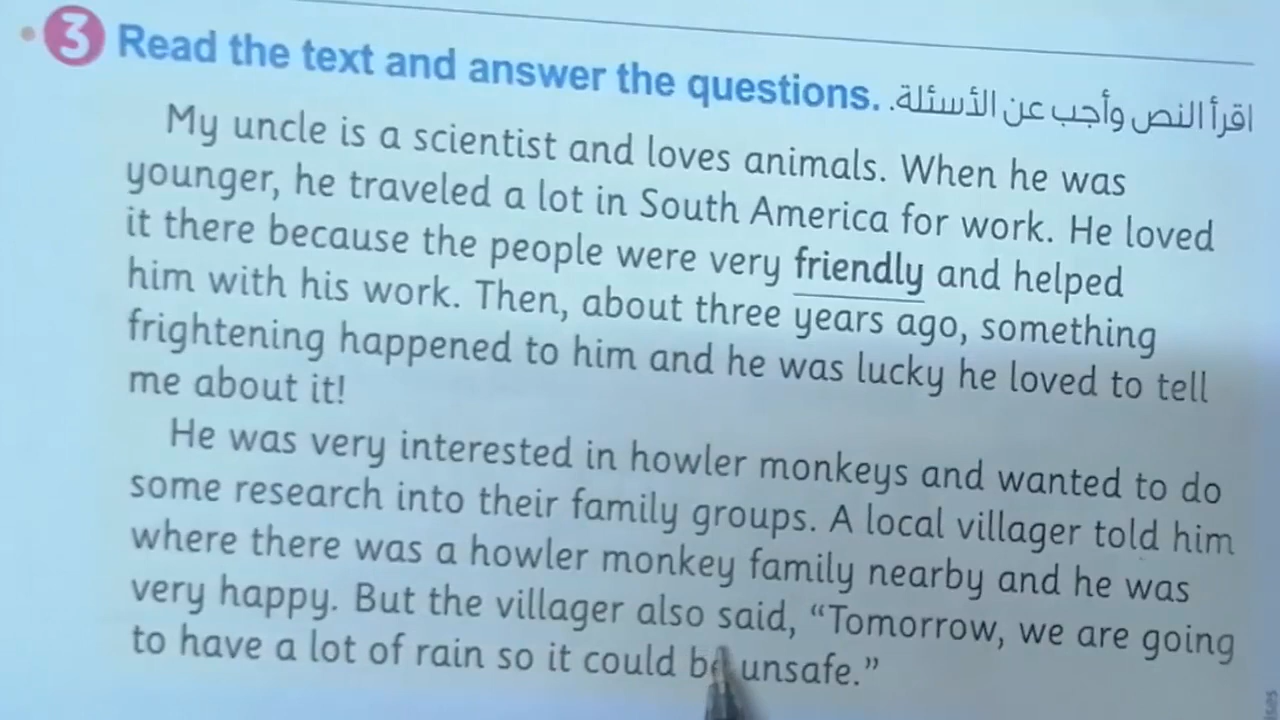 3 Read the text and answer the questions. اقرأ النص وأجب عن الأسئلة.
My uncle is a scientist and loves animals. When he was
younger, he traveled a lot in South America for work. He loved
it there because the people were very friendly and helped
him with his work. Then, about three years ago, something
frightening happened to him and he was lucky he loved to tell
me about it!
He was very interested in howler monkeys and wanted to do
some research into their family groups. A local villager told him
where there was a howler monkey family nearby and he was
very happy. But the villager also said, “Tomorrow, we are going
to have a lot of rain so it could be unsafe.”